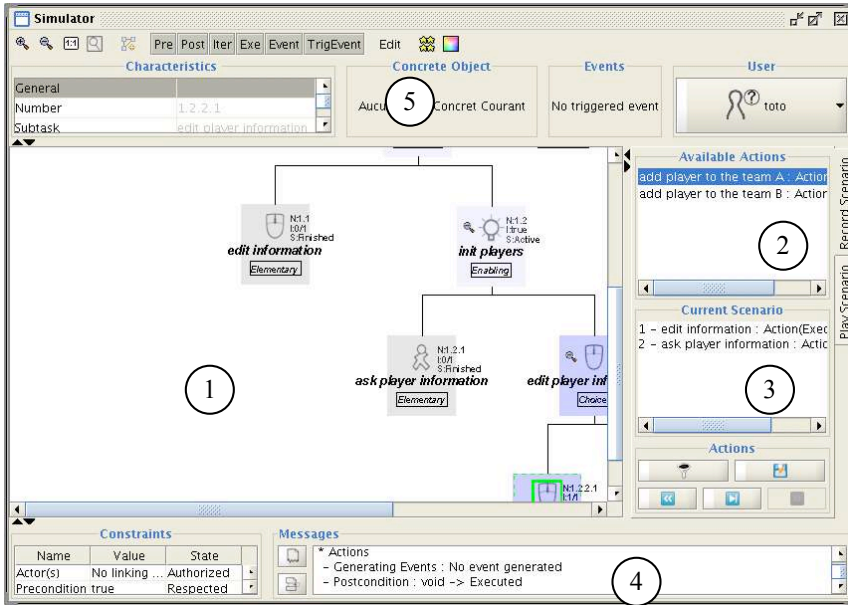 Simulator
1:1
Pre Post Iter Exe Event TrigEvent Edit
Characteristics
General
Number 1.2.2.1
Subtask edit player information
Concrete Object
Aucu
5
Concret Courant
Events
No triggered event
User
toto
N:1.1
I:0/1
S:Finished
edit information
Elementary
N:1.2
I:true
S:Active
init players
Enabling
N:1.2.1
I:0/1
S:Finished
ask player information
Elementary
edit player inf
Choice
N:1.2.2.1
I:1/1
1
Available Actions
add player to the team A : Action
add player to the team B : Action
2
Current Scenario
1 - edit information : Action(Exec
2 - ask player information : Actic
3
Actions
Record Scenario
Play Scenario
Constraints
Name Value State
Actor(s) No linking ... Authorized
Precondition true Respected
Messages
* Actions
- Generating Events : No event generated
- Postcondition : void -> Executed
4